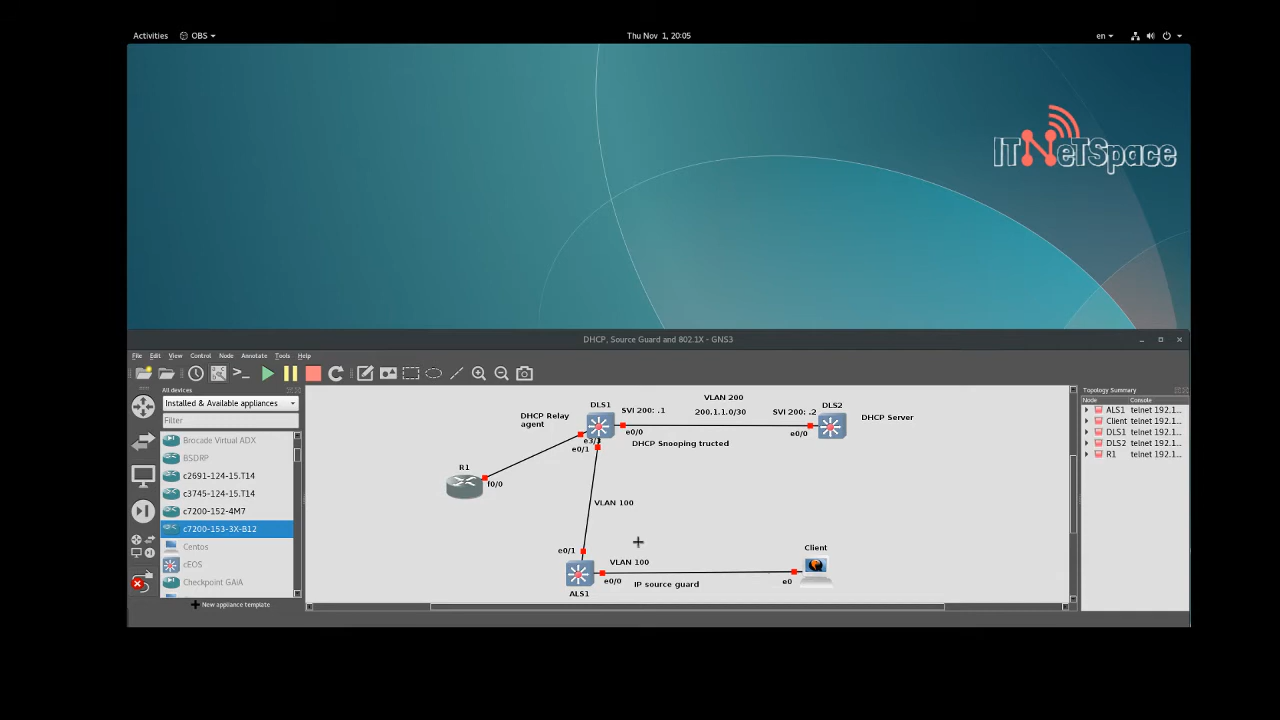 Activities OBS Thu Nov 1, 20:05 en
ITNeTSpace
DHCP, Source Guard and 802.1X - GNS3
File Edit View Control Node Annotate Tools Help
All devices
Installed & Available appliances
Filter
Brocade Virtual ADX
BSDRP
c2691-124-15.T14
c3745-124-15.T14
c7200-152-4M7
c7200-153-3X-B12
Centos
cEOS
Checkpoint GAiA
New appliance template
VLAN 200
DLS1
DLS2
SVI 200: .1
200.1.1.0/30
SVI 200: .2
DHCP Relay
agent
DHCP Server
e0/0
e0/0
e0/1
DHCP Snooping tructed
R1
f0/0
VLAN 100
e0/1
VLAN 100
Client
e0/0
IP source guard
e0
ALS1
Topology Summary
Node Console
ALS1 telnet 192.1...
Client telnet 192.1...
DLS1 telnet 192.1...
DLS2 telnet 192.1...
R1 telnet 192.1...